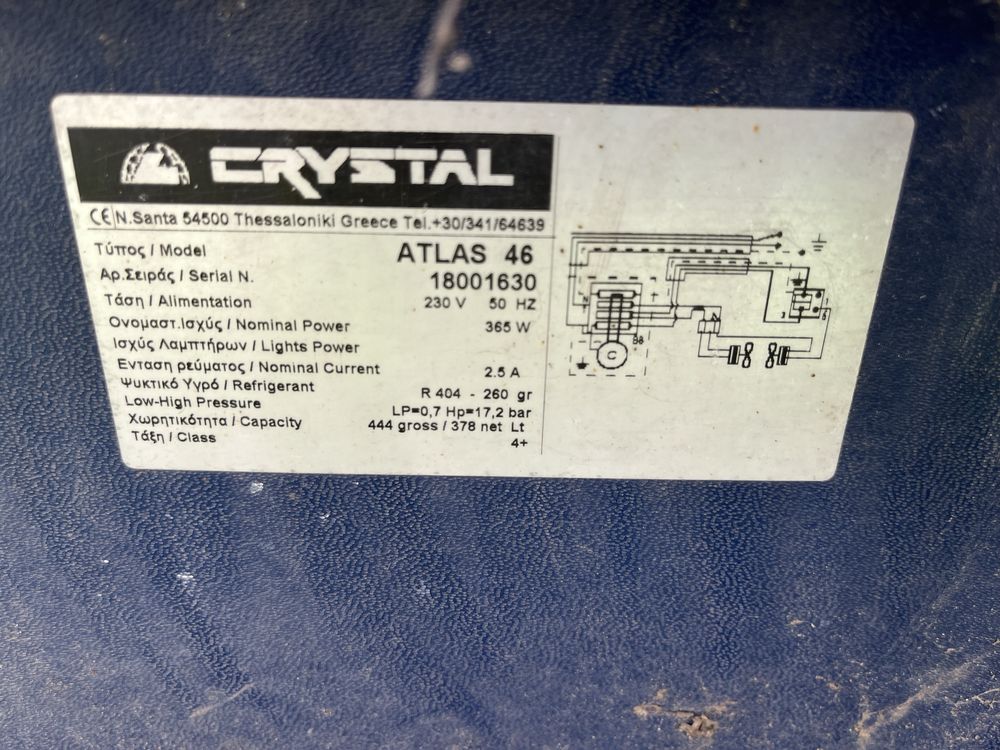 CRYSTAL
CE N.Santa 54500 Thessaloniki Greece Tel.+30/341/64639
Τύπος / Model ATLAS 46
Αρ.Σειράς / Serial N. 18001630
Τάση / Alimentation 230 V 50 HZ
Ονομαστ.Ισχύς / Nominal Power 365 W
Ισχύς Λαμπτήρων / Lights Power
Ενταση ρεύματος / Nominal Current 2.5 A
Ψυκτικό Υγρό / Refrigerant R 404 - 260 gr
Low-High Pressure LP=0,7 Hp=17,2 bar
Χωρητικότητα / Capacity 444 gross / 378 net Lt
Τάξη / Class 4+
C